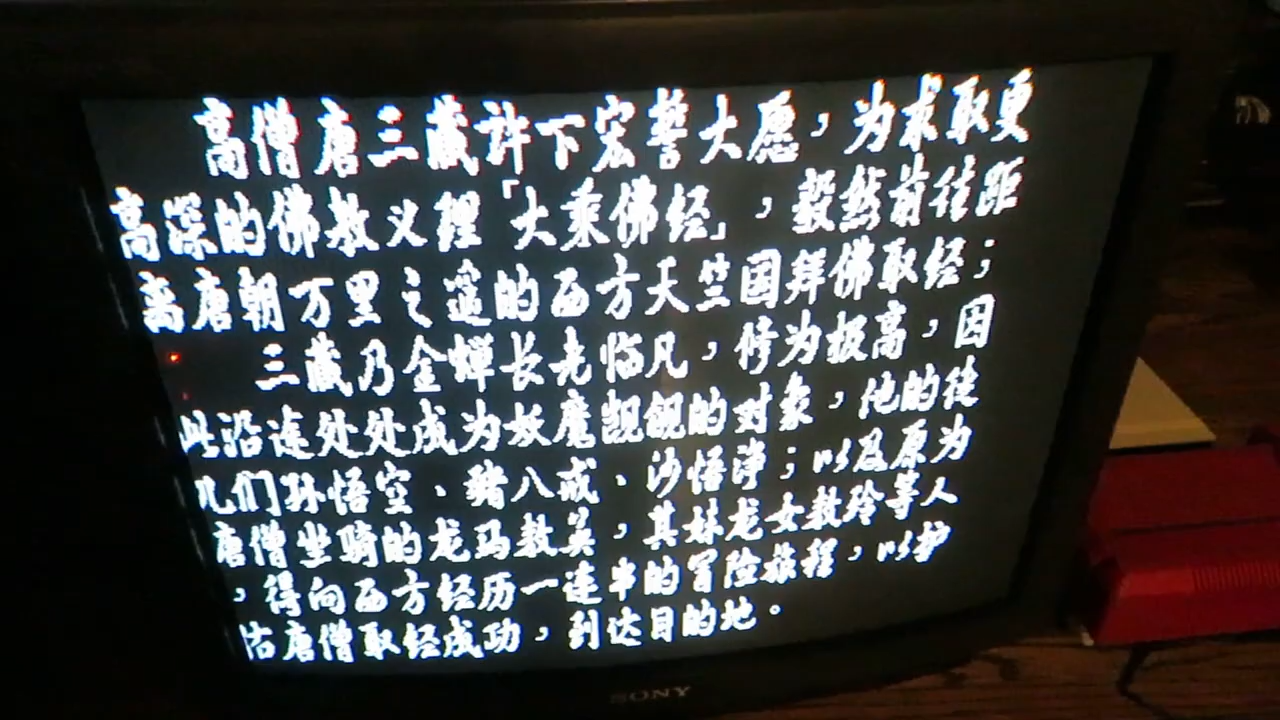 高僧唐三藏许下宏誓大愿，为求取更
高深的佛教义理「大乘佛经」，毅然前往距
离唐朝万里之遥的西方天竺国拜佛取经；
三藏乃金蝉长老临凡，修为极高，因
此沿途处处成为妖魔觊觎的对象，他的徒
儿们孙悟空、猪八戒、沙悟净；以及原为
唐僧坐骑的龙马敖英，其妹龙女敖玲等人
，得向西方经历一连串的冒险旅程，以护
佑唐僧取经成功，到达目的地。
SONY